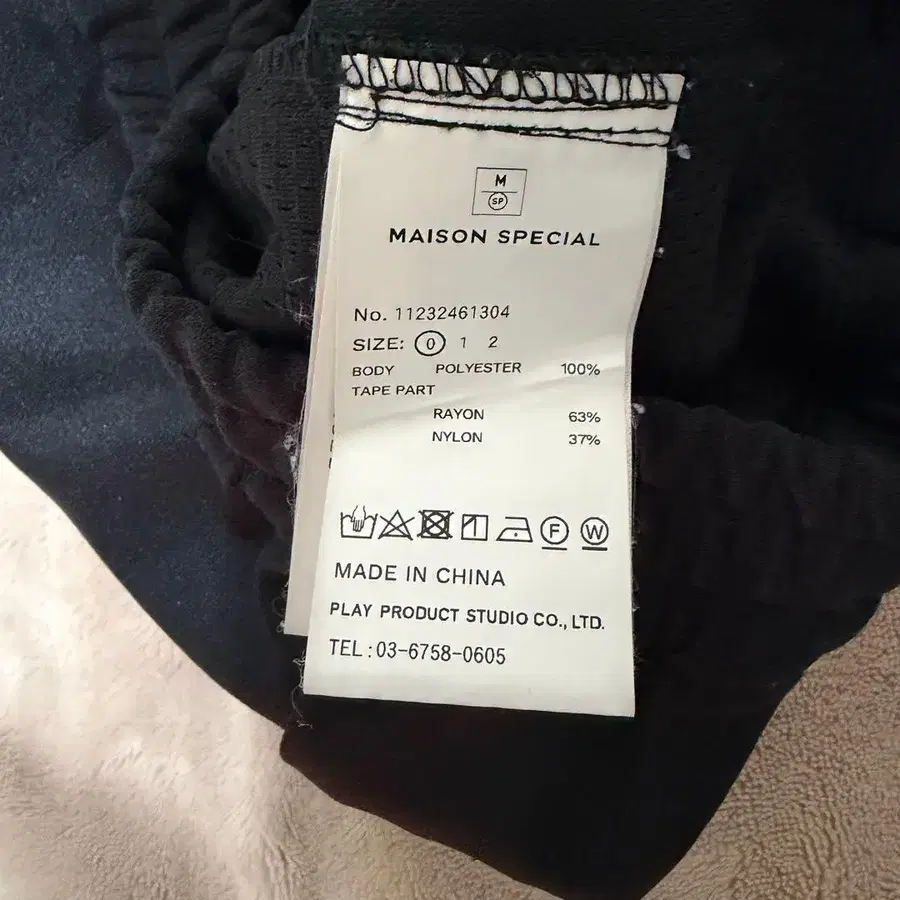 M
SP
MAISON SPECIAL
No. 11232461304
SIZE: 0 1 2
BODY POLYESTER 100%
TAPE PART
RAYON 63%
NYLON 37%
F W
MADE IN CHINA
PLAY PRODUCT STUDIO CO., LTD.
TEL : 03-6758-0605